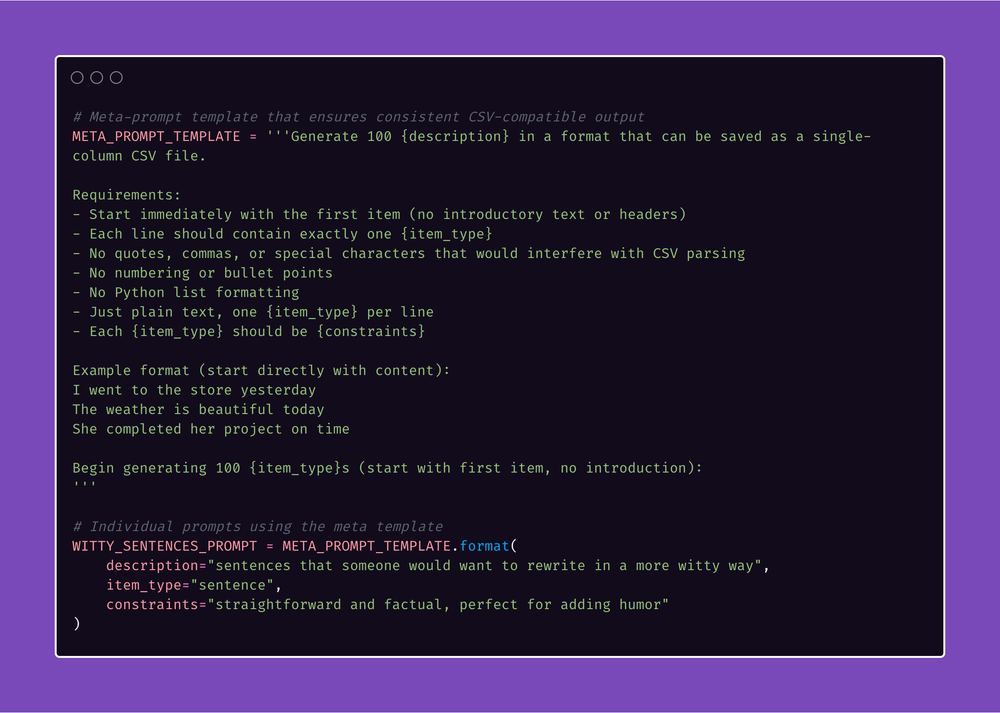 # Meta-prompt template that ensures consistent CSV-compatible output
META_PROMPT_TEMPLATE = '''Generate 100 {description} in a format that can be saved as a single-
column CSV file.

Requirements:
- Start immediately with the first item (no introductory text or headers)
- Each line should contain exactly one {item_type}
- No quotes, commas, or special characters that would interfere with CSV parsing
- No numbering or bullet points
- No Python list formatting
- Just plain text, one {item_type} per line
- Each {item_type} should be {constraints}

Example format (start directly with content):
I went to the store yesterday
The weather is beautiful today
She completed her project on time

Begin generating 100 {item_type}s (start with first item, no introduction):
'''

# Individual prompts using the meta template
WITTY_SENTENCES_PROMPT = META_PROMPT_TEMPLATE.format(
    description="sentences that someone would want to rewrite in a more witty way",
    item_type="sentence",
    constraints="straightforward and factual, perfect for adding humor"
)